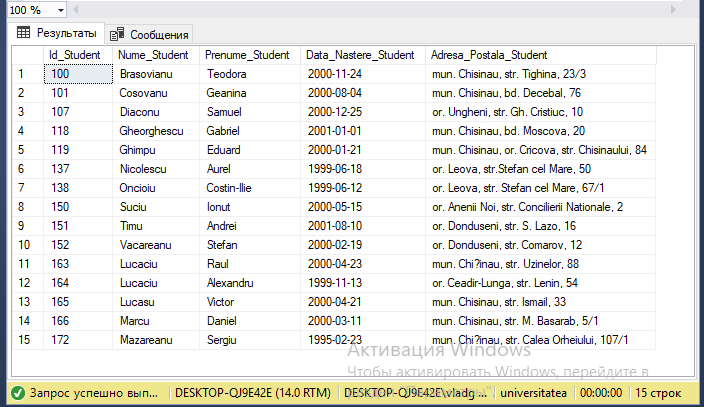 100 %
Результаты Сообщения
Id_Student Nume_Student Prenume_Student Data_Nastere_Student Adresa_Postala_Student
1 100 Brasovianu Teodora 2000-11-24 mun. Chisinau, str. Tighina, 23/3
2 101 Cosovanu Geanina 2000-08-04 mun. Chisinau, bd. Decebal, 76
3 107 Diaconu Samuel 2000-12-25 or. Ungheni, str. Gh. Cristiuc, 10
4 118 Gheorghescu Gabriel 2001-01-01 mun. Chisinau, bd. Moscova, 20
5 119 Ghimpu Eduard 2000-01-21 mun. Chisinau, or. Cricova, str. Chisinaului, 84
6 137 Nicolescu Aurel 1999-06-18 or. Leova, str.Stefan cel Mare, 50
7 138 Oncioiu Costin-Ilie 1999-06-12 or. Leova, str. Stefan cel Mare, 67/1
8 150 Suciu Ionut 2000-05-15 or. Anenii Noi, str. Concilierii Nationale, 2
9 151 Timu Andrei 2001-08-10 or. Donduseni, str. S. Lazo, 16
10 152 Vacareanu Stefan 2000-02-19 or. Donduseni, str. Comarov, 12
11 163 Lucaciu Raul 2000-04-23 mun. Chi?inau, str. Uzinelor, 88
12 164 Lucaciu Alexandru 1999-11-13 or. Ceadir-Lunga, str. Lenin, 54
13 165 Lucasu Victor 2000-04-21 mun. Chisinau, str. Ismail, 33
14 166 Marcu Daniel 2000-03-11 mun. Chisinau, str. M. Basarab, 5/1
15 172 Mazareanu Sergiu 1995-02-23 mun. Chi?inau, str. Calea Orheiului, 107/1
Активация Windows
Чтобы активировать Windows, перейдите в
"Параметры".
Запрос успешно вып... DESKTOP-QJ9E42E (14.0 RTM) DESKTOP-QJ9E42E\vladg... universitatea 00:00:00 15 строк